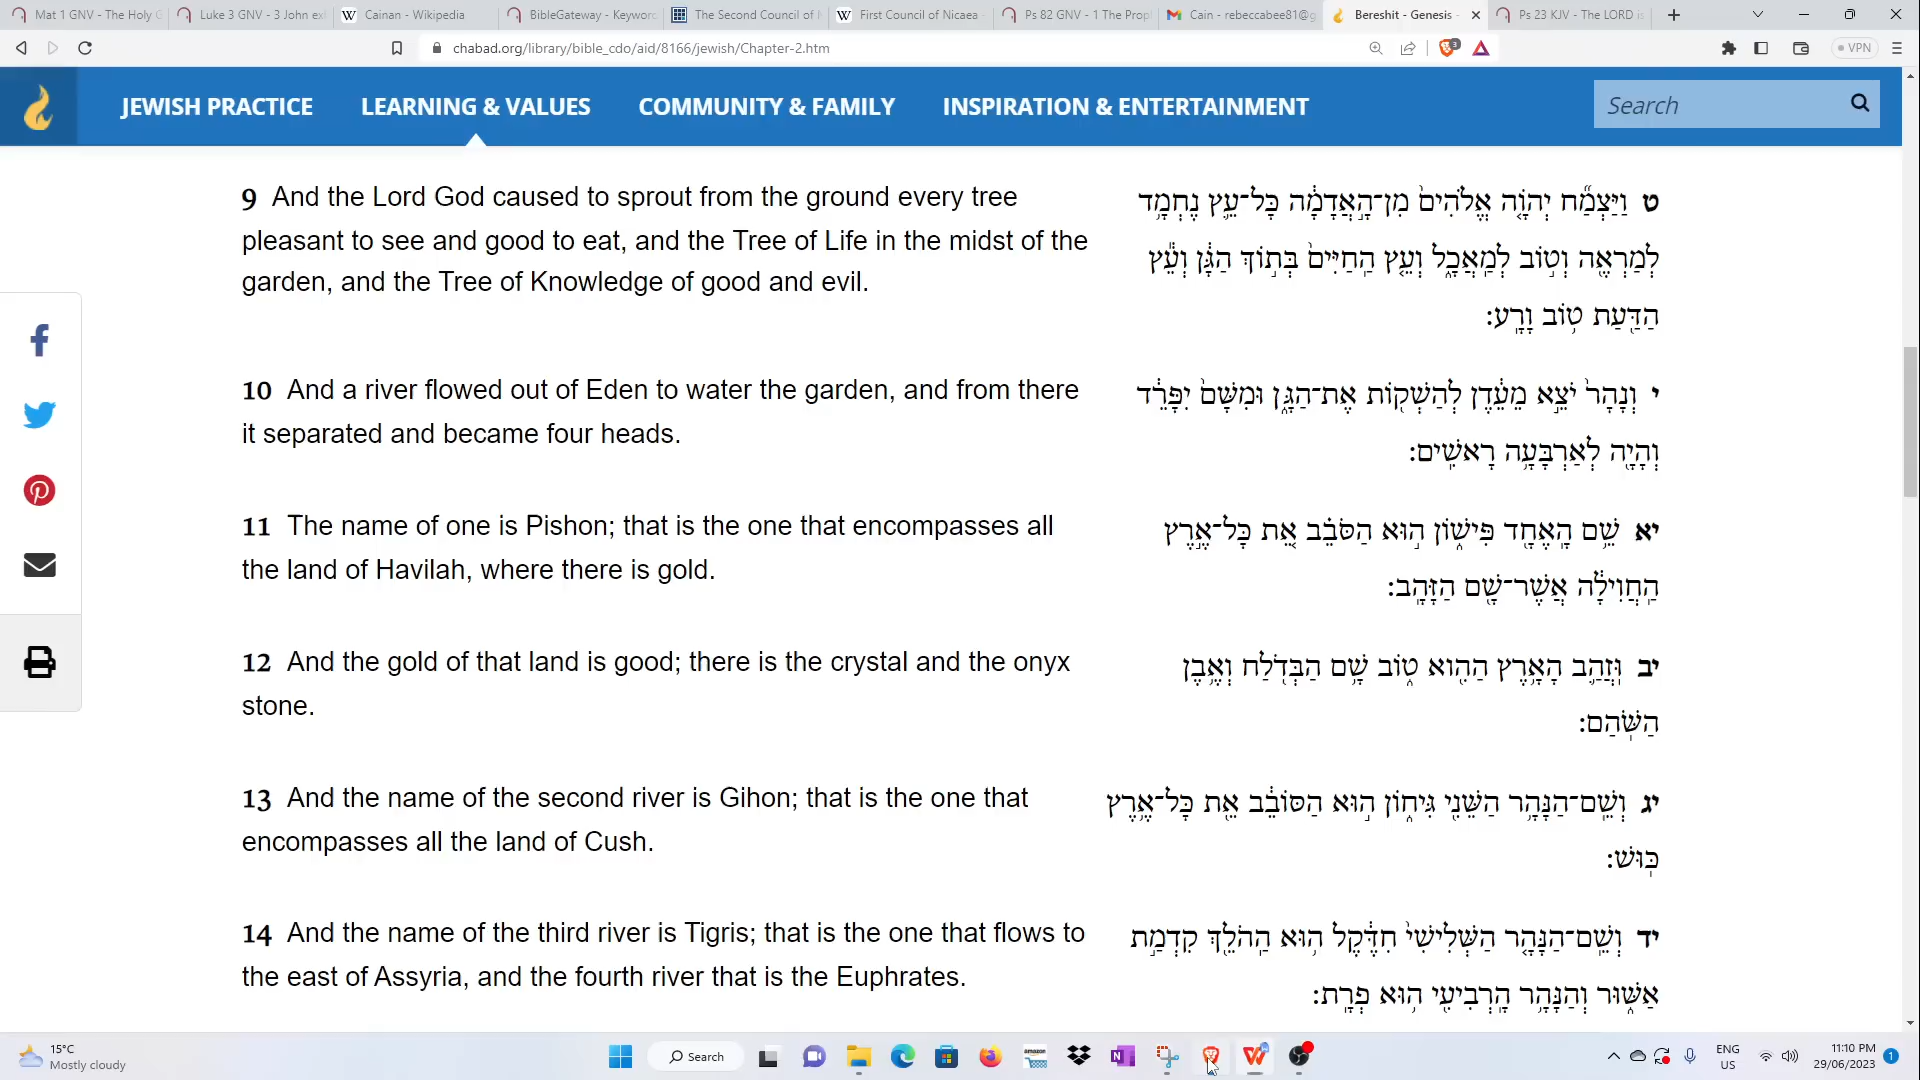 Mat 1 GNV - The Holy G
Luke 3 GNV - 3 John ex
Cainan - Wikipedia
BibleGateway - Keyworc
The Second Council of
First Council of Nicaea -
Ps 82 GNV - 1 The Prop
Cain - rebeccabee81@g
Bereshit - Genesis -
Ps 23 KJV - The LORD is
chabad.org/library/bible_cdo/aid/8166/jewish/Chapter-2.htm
VPN
JEWISH PRACTICE
LEARNING & VALUES
COMMUNITY & FAMILY
INSPIRATION & ENTERTAINMENT
Search
9 And the Lord God caused to sprout from the ground every tree
pleasant to see and good to eat, and the Tree of Life in the midst of the
garden, and the Tree of Knowledge of good and evil.
ט וַיַּצְמַ֞ח יְהֹוָ֤ה אֱלֹהִים֙ מִן־הָ֣אֲדָמָ֔ה כָּל־עֵ֛ץ נֶחְמָ֥ד
לְמַרְאֶ֖ה וְט֣וֹב לְמַֽאֲכָ֑ל וְעֵ֤ץ הַֽחַיִּים֙ בְּת֣וֹךְ הַגָּ֔ן וְעֵ֕ץ
הַדַּ֖עַת ט֥וֹב וָרָֽע:
10 And a river flowed out of Eden to water the garden, and from there
it separated and became four heads.
י וְנָהָר֙ יֹצֵ֣א מֵעֵ֔דֶן לְהַשְׁק֖וֹת אֶת־הַגָּ֑ן וּמִשָּׁם֙ יִפָּרֵ֔ד
וְהָיָ֖ה לְאַרְבָּעָ֥ה רָאשִֽׁים:
11 The name of one is Pishon; that is the one that encompasses all
the land of Havilah, where there is gold.
יא שֵׁ֥ם הָֽאֶחָ֖ד פִּישׁ֑וֹן ה֣וּא הַסֹּבֵ֗ב אֵ֚ת כָּל־אֶ֣רֶץ
הַֽחֲוִילָ֔ה אֲשֶׁר־שָׁ֖ם הַזָּהָֽב:
12 And the gold of that land is good; there is the crystal and the onyx
stone.
יב וּֽזֲהַ֛ב הָאָ֥רֶץ הַהִ֖וא ט֑וֹב שָׁ֥ם הַבְּדֹ֖לַח וְאֶ֥בֶן
הַשֹּֽׁהַם:
13 And the name of the second river is Gihon; that is the one that
encompasses all the land of Cush.
יג וְשֵֽׁם־הַנָּהָ֥ר הַשֵּׁנִ֖י גִּיח֑וֹן ה֣וּא הַסּוֹבֵ֔ב אֵ֖ת כָּל־אֶ֥רֶץ
כּֽוּשׁ:
14 And the name of the third river is Tigris; that is the one that flows to
the east of Assyria, and the fourth river that is the Euphrates.
יד וְשֵׁ֨ם־הַנָּהָ֤ר הַשְּׁלִישִׁי֙ חִדֶּ֔קֶל ה֥וּא הַֽהֹלֵ֖ךְ קִדְמַ֣ת
אַשּׁ֑וּר וְהַנָּהָ֥ר הָֽרְבִיעִ֖י ה֥וּא פְרָֽת:
15°C
Mostly cloudy
Search
ENG
US
11:10 PM
29/06/2023
1